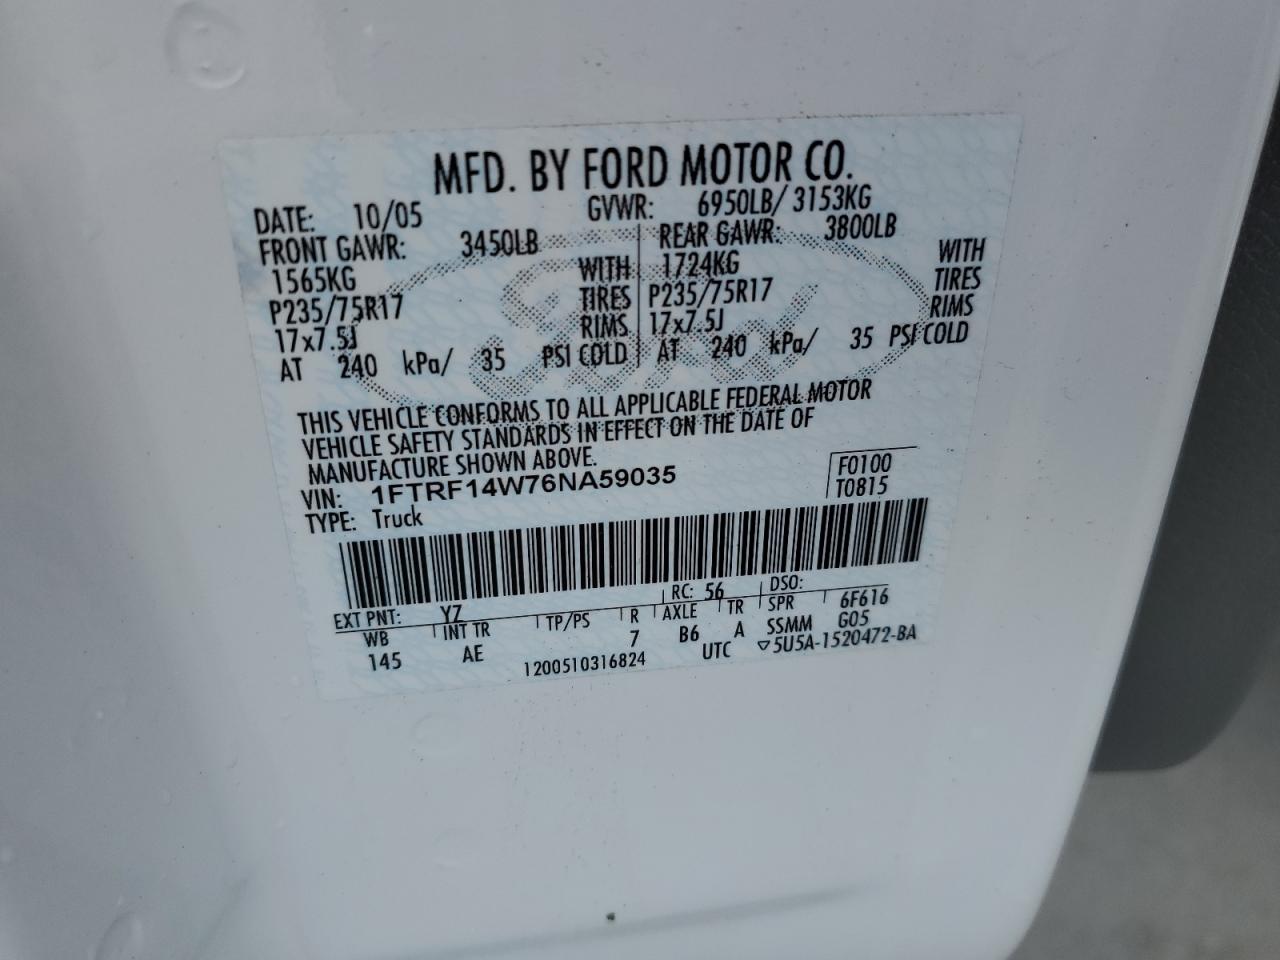 MFD. BY FORD MOTOR CO.
DATE: 10/05 GVWR: 6950LB/ 3153KG
FRONT GAWR: 3450LB REAR GAWR: 3800LB
1565KG WITH 1724KG WITH
P235/75R17 TIRES P235/75R17 TIRES
17x7.5J RIMS 17x7.5J RIMS
AT 240 kPa/ 35 PSI COLD AT 240 kPa/ 35 PSI COLD
Ford
THIS VEHICLE CONFORMS TO ALL APPLICABLE FEDERAL MOTOR
VEHICLE SAFETY STANDARDS IN EFFECT ON THE DATE OF
MANUFACTURE SHOWN ABOVE.
VIN: 1FTRF14W76NA59035 F0100
TYPE: Truck T0815
EXT PNT: YZ RC: 56 DSO:
WB INT TR TP/PS R AXLE TR SPR 6F616
145 AE 7 B6 A SSMM G05
1200510316824 UTC ▽5U5A-1520472-BA